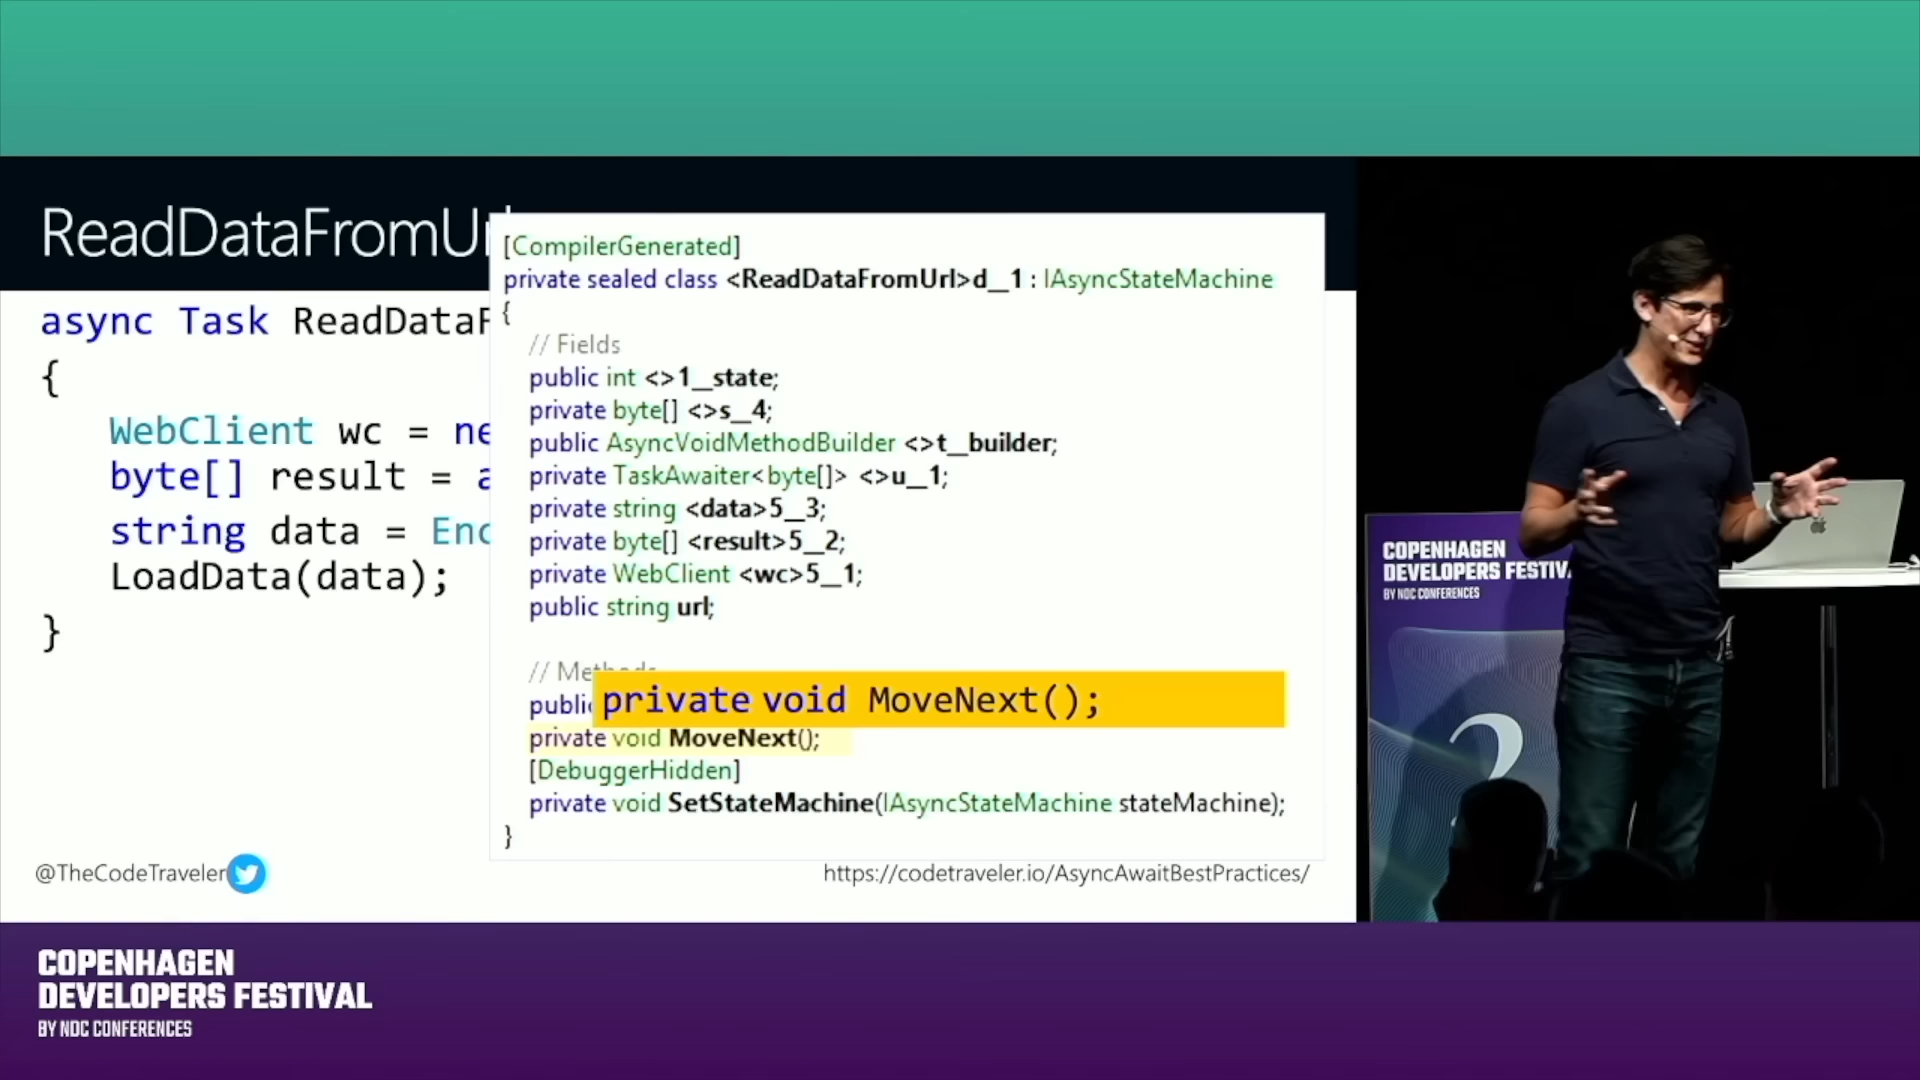 ReadDataFromUrl
async Task ReadDataF
{
WebClient wc = ne
byte[] result = a
string data = Enc
LoadData(data);
}
[CompilerGenerated]
private sealed class <ReadDataFromUrl>d__1 : IAsyncStateMachine
{
// Fields
public int <>1__state;
private byte[] <>s__4;
public AsyncVoidMethodBuilder <>t__builder;
private TaskAwaiter<byte[]> <>u__1;
private string <data>5__3;
private byte[] <result>5__2;
private WebClient <wc>5__1;
public string url;
// Methods
public
private void MoveNext();
private void MoveNext();
[DebuggerHidden]
private void SetStateMachine(IAsyncStateMachine stateMachine);
}
@TheCodeTraveler
https://codetraveler.io/AsyncAwaitBestPractices/
COPENHAGEN
DEVELOPERS FESTIV
BY NDC CONFERENCES
COPENHAGEN
DEVELOPERS FESTIVAL
BY NDC CONFERENCES